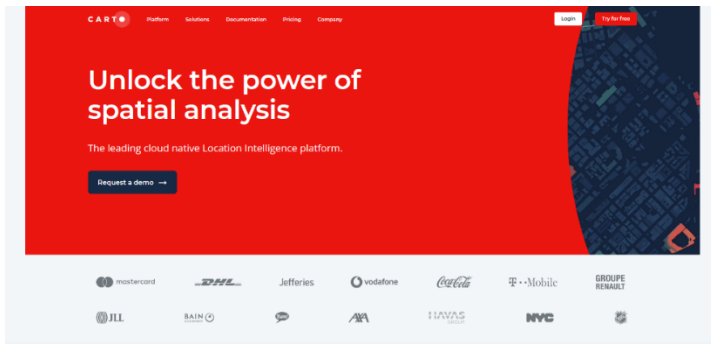 CARTO
Platform Solutions Documentation Pricing Company
Login Try for free
Unlock the power of
spatial analysis
The leading cloud native Location Intelligence platform.
Request a demo →
mastercard DHL Jefferies vodafone Coca-Cola T··Mobile GROUPE
RENAULT
JLL BAIN AXA HAVAS NYC